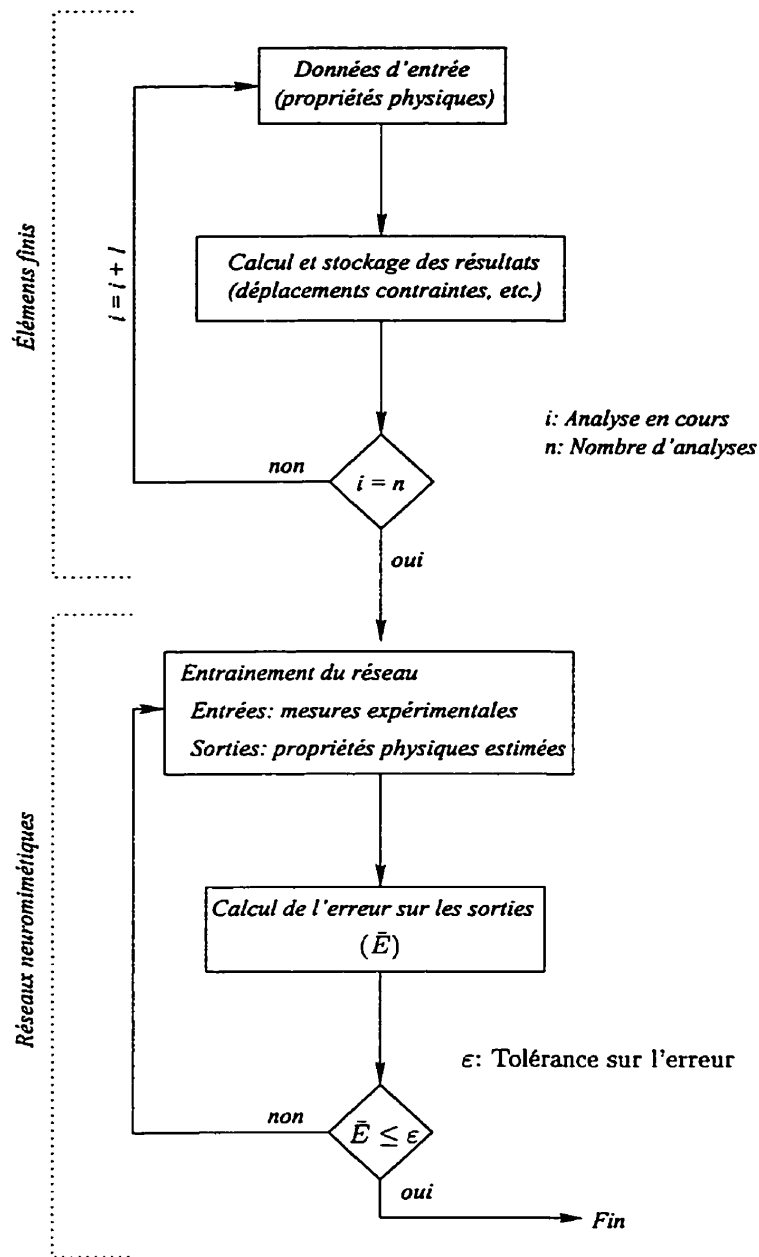 Données d'entrée
(propriétés physiques)
Éléments finis
i = i + 1
Calcul et stockage des résultats
(déplacements contraintes, etc.)
i: Analyse en cours
n: Nombre d'analyses
non
i = n
oui
Entrainement du réseau
Entrées: mesures expérimentales
Sorties: propriétés physiques estimées
Réseaux neuromimétiques
Calcul de l'erreur sur les sorties
(Ē)
ε: Tolérance sur l'erreur
non
Ē ≤ ε
oui
Fin